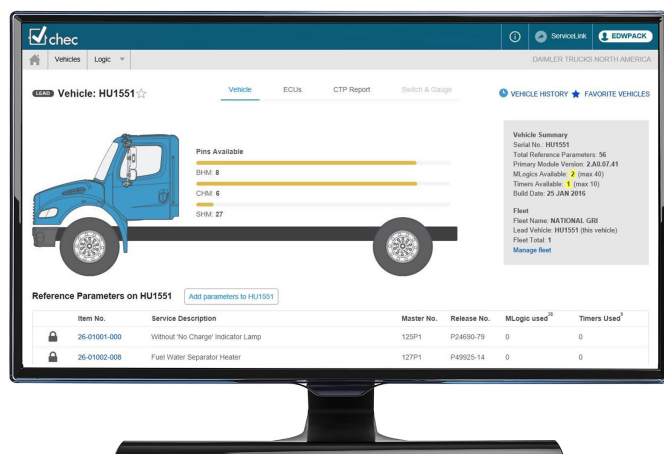 chec
ServiceLink
EDWPACK
Vehicles Logic
DAIMLER TRUCKS NORTH AMERICA
LEAD Vehicle: HU1551
Vehicle ECUs CTP Report Switch & Gauge
VEHICLE HISTORY FAVORITE VEHICLES
Pins Available
BHM: 8
CHM: 6
SHM: 27
Vehicle Summary
Serial No.: HU1551
Total Reference Parameters: 56
Primary Module Version: 2.A0.07.41
MLogics Available: 2 (max 40)
Timers Available: 1 (max 10)
Build Date: 25 JAN 2016
Fleet
Fleet Name: NATIONAL GRI
Lead Vehicle: HU1551 (this vehicle)
Fleet Total: 1
Manage fleet
Reference Parameters on HU1551 Add parameters to HU1551
Item No. Service Description Master No. Release No. MLogic used Timers Used
26-01001-000 Without 'No Charge' Indicator Lamp 125P1 P24690-79 0 0
26-01002-008 Fuel Water Separator Heater 127P1 P49925-14 0 0